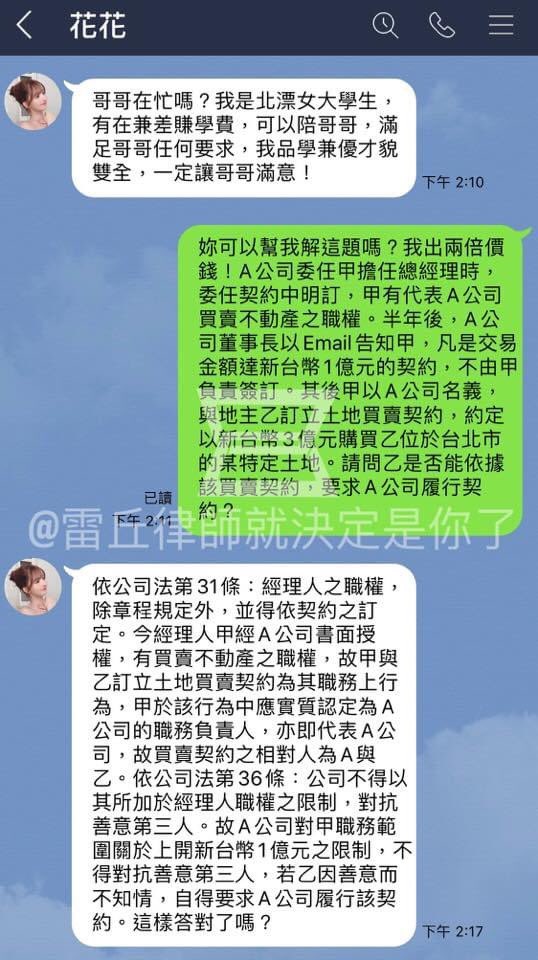 花花
哥哥在忙嗎？我是北漂女大學生，
有在兼差賺學費，可以陪哥哥，滿
足哥哥任何要求，我品學兼優才貌
雙全，一定讓哥哥滿意！
下午 2:10
妳可以幫我解這題嗎？我出兩倍價
錢！A公司委任甲擔任總經理時，
委任契約中明訂，甲有代表A公司
買賣不動產之職權。半年後，A公
司董事長以Email告知甲，凡是交易
金額達新台幣1億元的契約，不由甲
負責簽訂。其後甲以A公司名義，
與地主乙訂立土地買賣契約，約定
以新台幣3億元購買乙位於台北市
的某特定土地。請問乙是否能依據
該買賣契約，要求A公司履行契
約？
已讀
下午 2:11
@雷丘律師就決定是你了
依公司法第31條：經理人之職權，
除章程規定外，並得依契約之訂
定。今經理人甲經A公司書面授
權，有買賣不動產之職權，故甲與
乙訂立土地買賣契約為其職務上行
為，甲於該行為中應實質認定為A
公司的職務負責人，亦即代表A公
司，故買賣契約之相對人為A與
乙。依公司法第36條：公司不得以
其所加於經理人職權之限制，對抗
善意第三人。故A公司對甲職務範
圍關於上開新台幣1億元之限制，不
得對抗善意第三人，若乙因善意而
不知情，自得要求A公司履行該契
約。這樣答對了嗎？
下午 2:17